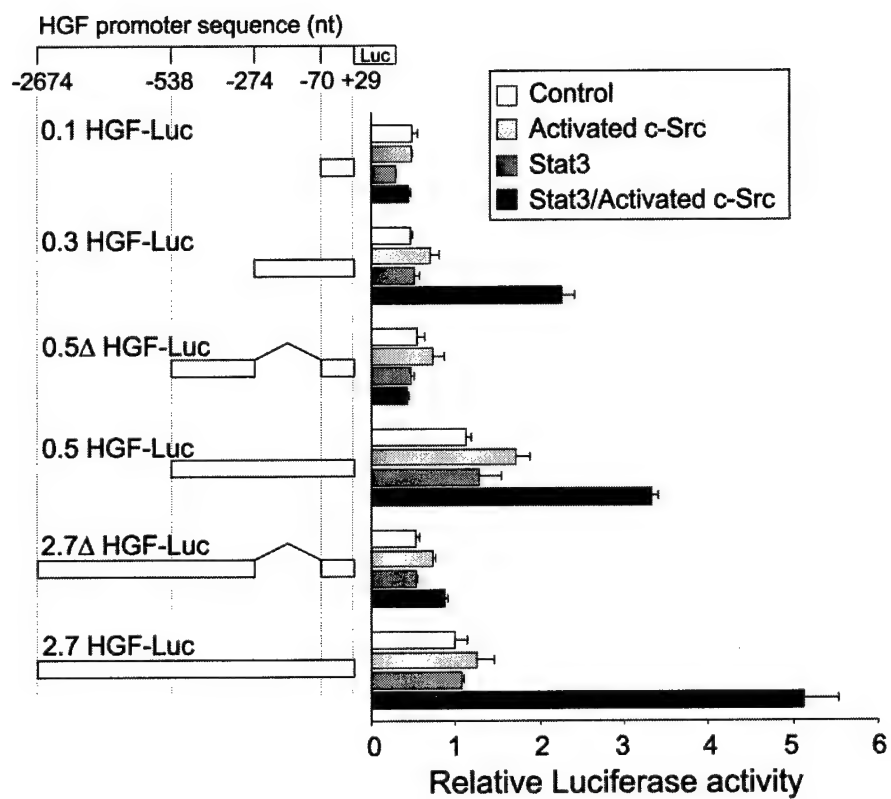 HGF promoter sequence (nt)
Luc
-2674 -538 -274 -70 +29
Control
Activated c-Src
Stat3
Stat3/Activated c-Src
0.1 HGF-Luc
0.3 HGF-Luc
0.5Δ HGF-Luc
0.5 HGF-Luc
2.7Δ HGF-Luc
2.7 HGF-Luc
0 1 2 3 4 5 6
Relative Luciferase activity